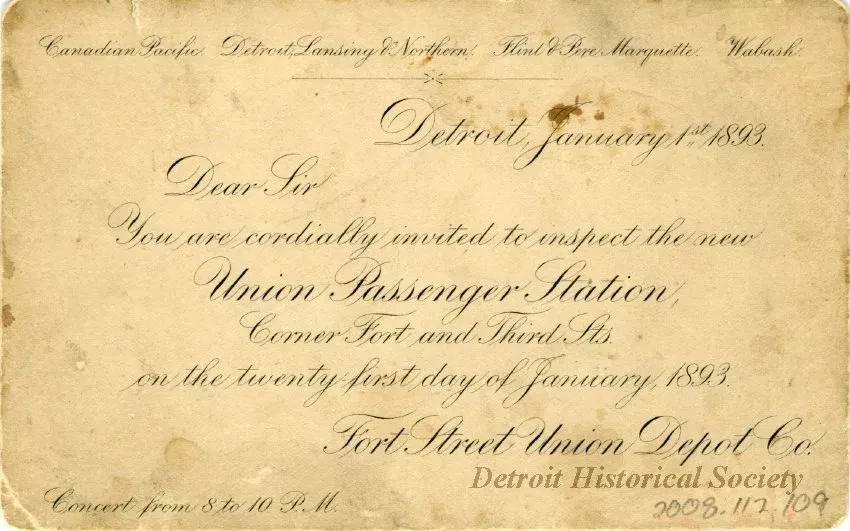 Canadian Pacific. Detroit, Lansing & Northern. Flint & Pere Marquette. Wabash.
Detroit, January 1st, 1893.
Dear Sir
You are cordially invited to inspect the new
Union Passenger Station,
Corner Fort and Third Sts.
on the twenty-first day of January, 1893.
Fort Street Union Depot Co.
Detroit Historical Society
Concert from 8 to 10 P.M.
2008.112.109